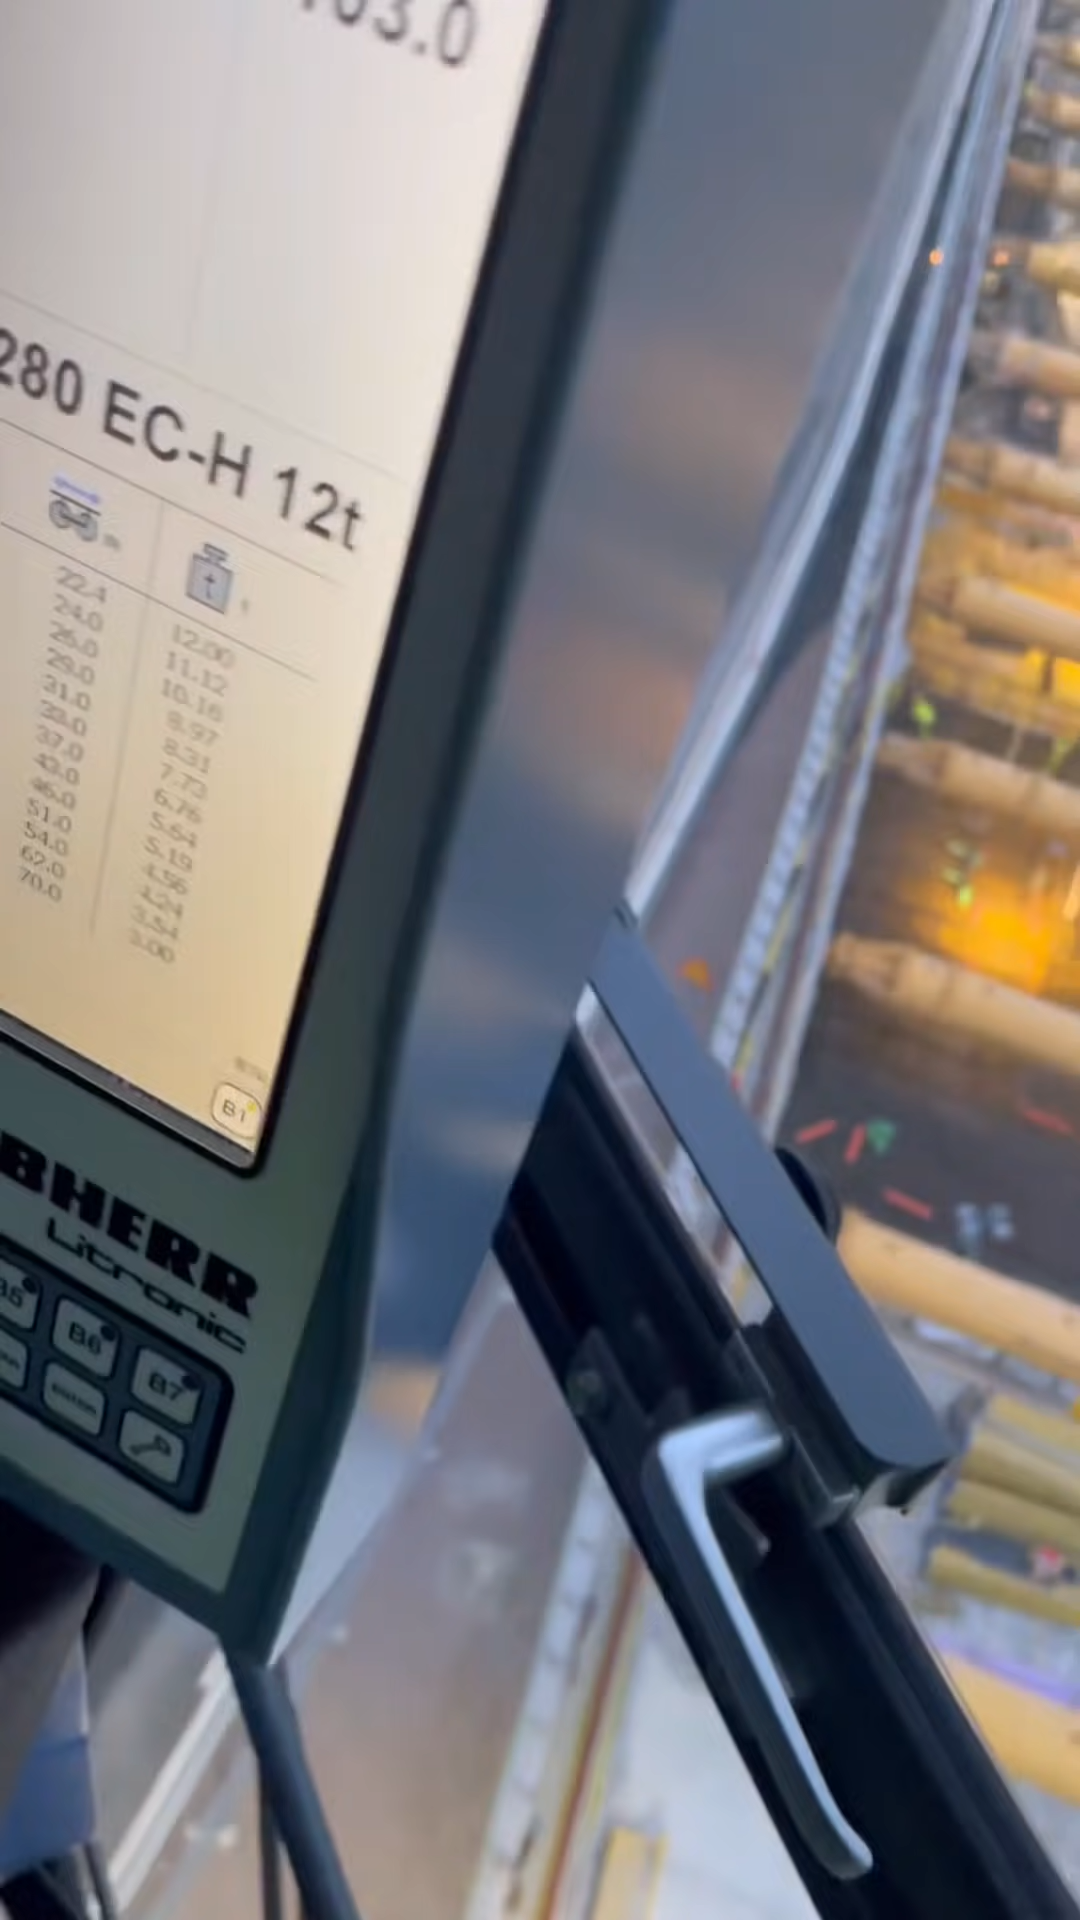 03.0
280 EC-H 12t
22.4 12.00
24.0 11.12
26.0 10.16
29.0 8.97
31.0 8.31
33.0 7.73
37.0 6.76
43.0 5.64
46.0 5.19
51.0 4.56
54.0 4.24
62.0 3.54
70.0 3.00
B1
BHERR
Litronic
B6
B7